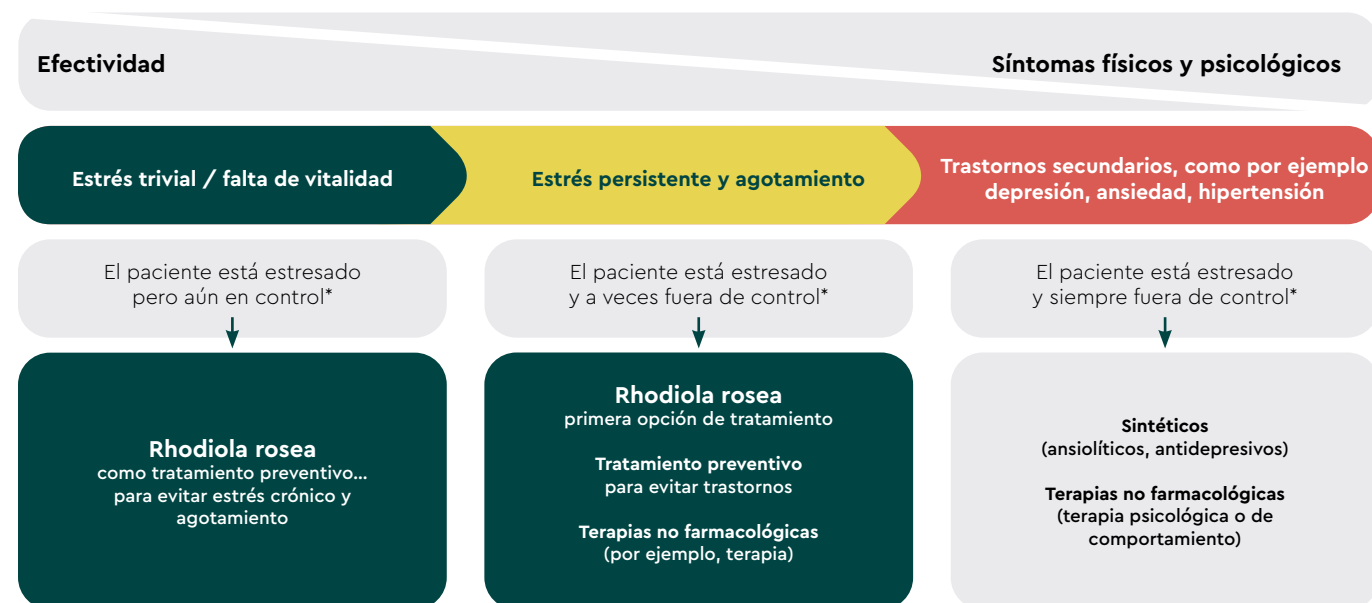 Efectividad
Síntomas físicos y psicológicos
Estrés trivial / falta de vitalidad
Estrés persistente y agotamiento
Trastornos secundarios, como por ejemplo
depresión, ansiedad, hipertensión
El paciente está estresado
pero aún en control*
El paciente está estresado
y a veces fuera de control*
El paciente está estresado
y siempre fuera de control*
Rhodiola rosea
como tratamiento preventivo...
para evitar estrés crónico y
agotamiento
Rhodiola rosea
primera opción de tratamiento
Tratamiento preventivo
para evitar trastornos
Terapias no farmacológicas
(por ejemplo, terapia)
Sintéticos
(ansiolíticos, antidepresivos)
Terapias no farmacológicas
(terapia psicológica o de
comportamiento)